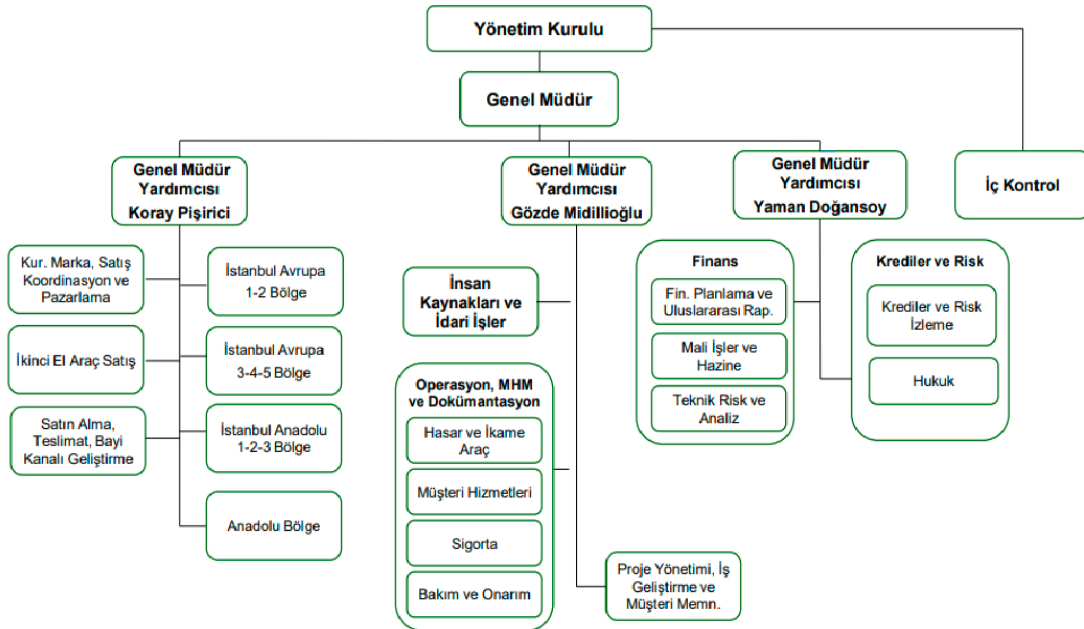 Yönetim Kurulu
Genel Müdür
Genel Müdür
Yardımcısı
Koray Pişirici
Genel Müdür
Yardımcısı
Gözde Midillioğlu
Genel Müdür
Yardımcısı
Yaman Doğansoy
İç Kontrol
Kur. Marka, Satış
Koordinasyon ve
Pazarlama
İstanbul Avrupa
1-2 Bölge
İkinci El Araç Satış
İstanbul Avrupa
3-4-5 Bölge
Satın Alma,
Teslimat, Bayi
Kanalı Geliştirme
İstanbul Anadolu
1-2-3 Bölge
Anadolu Bölge
İnsan
Kaynakları ve
İdari İşler
Operasyon, MHM
ve Dokümantasyon
Hasar ve İkame
Araç
Müşteri Hizmetleri
Sigorta
Bakım ve Onarım
Proje Yönetimi, İş
Geliştirme ve
Müşteri Memn.
Finans
Fin. Planlama ve
Uluslararası Rap.
Mali İşler ve
Hazine
Teknik Risk ve
Analiz
Krediler ve Risk
Krediler ve Risk
İzleme
Hukuk